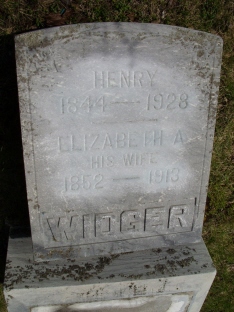 HENRY
1844 — 1928
ELIZABETH A.
HIS WIFE
1852 — 1913
WIDGER